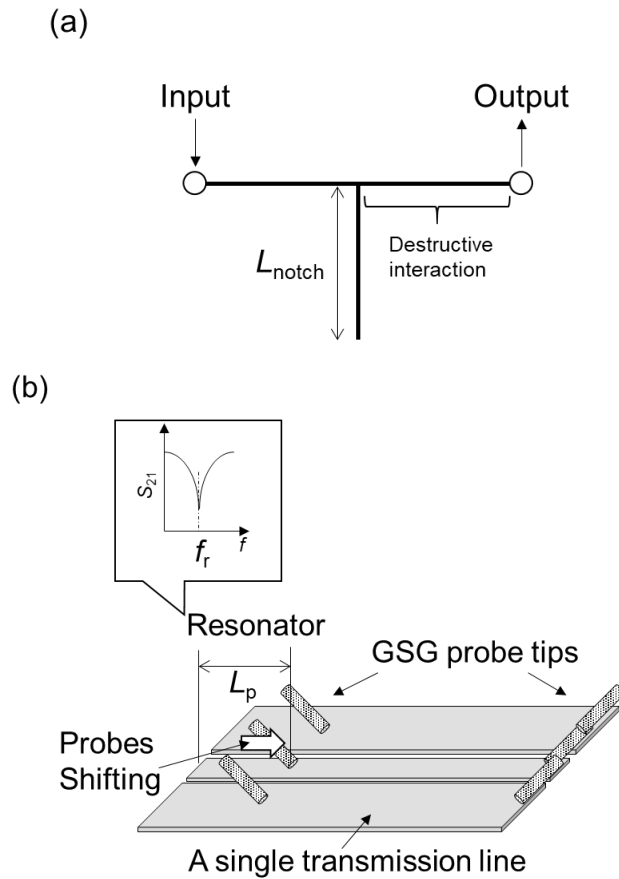 (a)
Input
Output
Lnotch
Destructive
interaction
(b)
S21
fr
f
Resonator
GSG probe tips
Lp
Probes
Shifting
A single transmission line